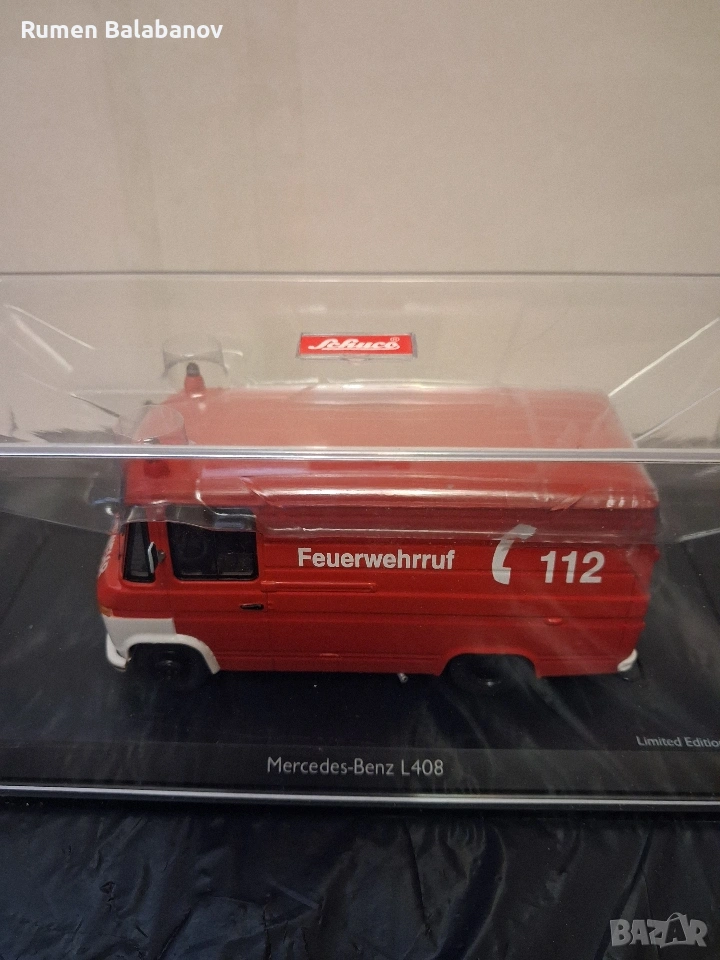 Rumen Balabanov
Schuco®
Feuerwehrruf 112
Limited Edition
Mercedes-Benz L408
BAZAR